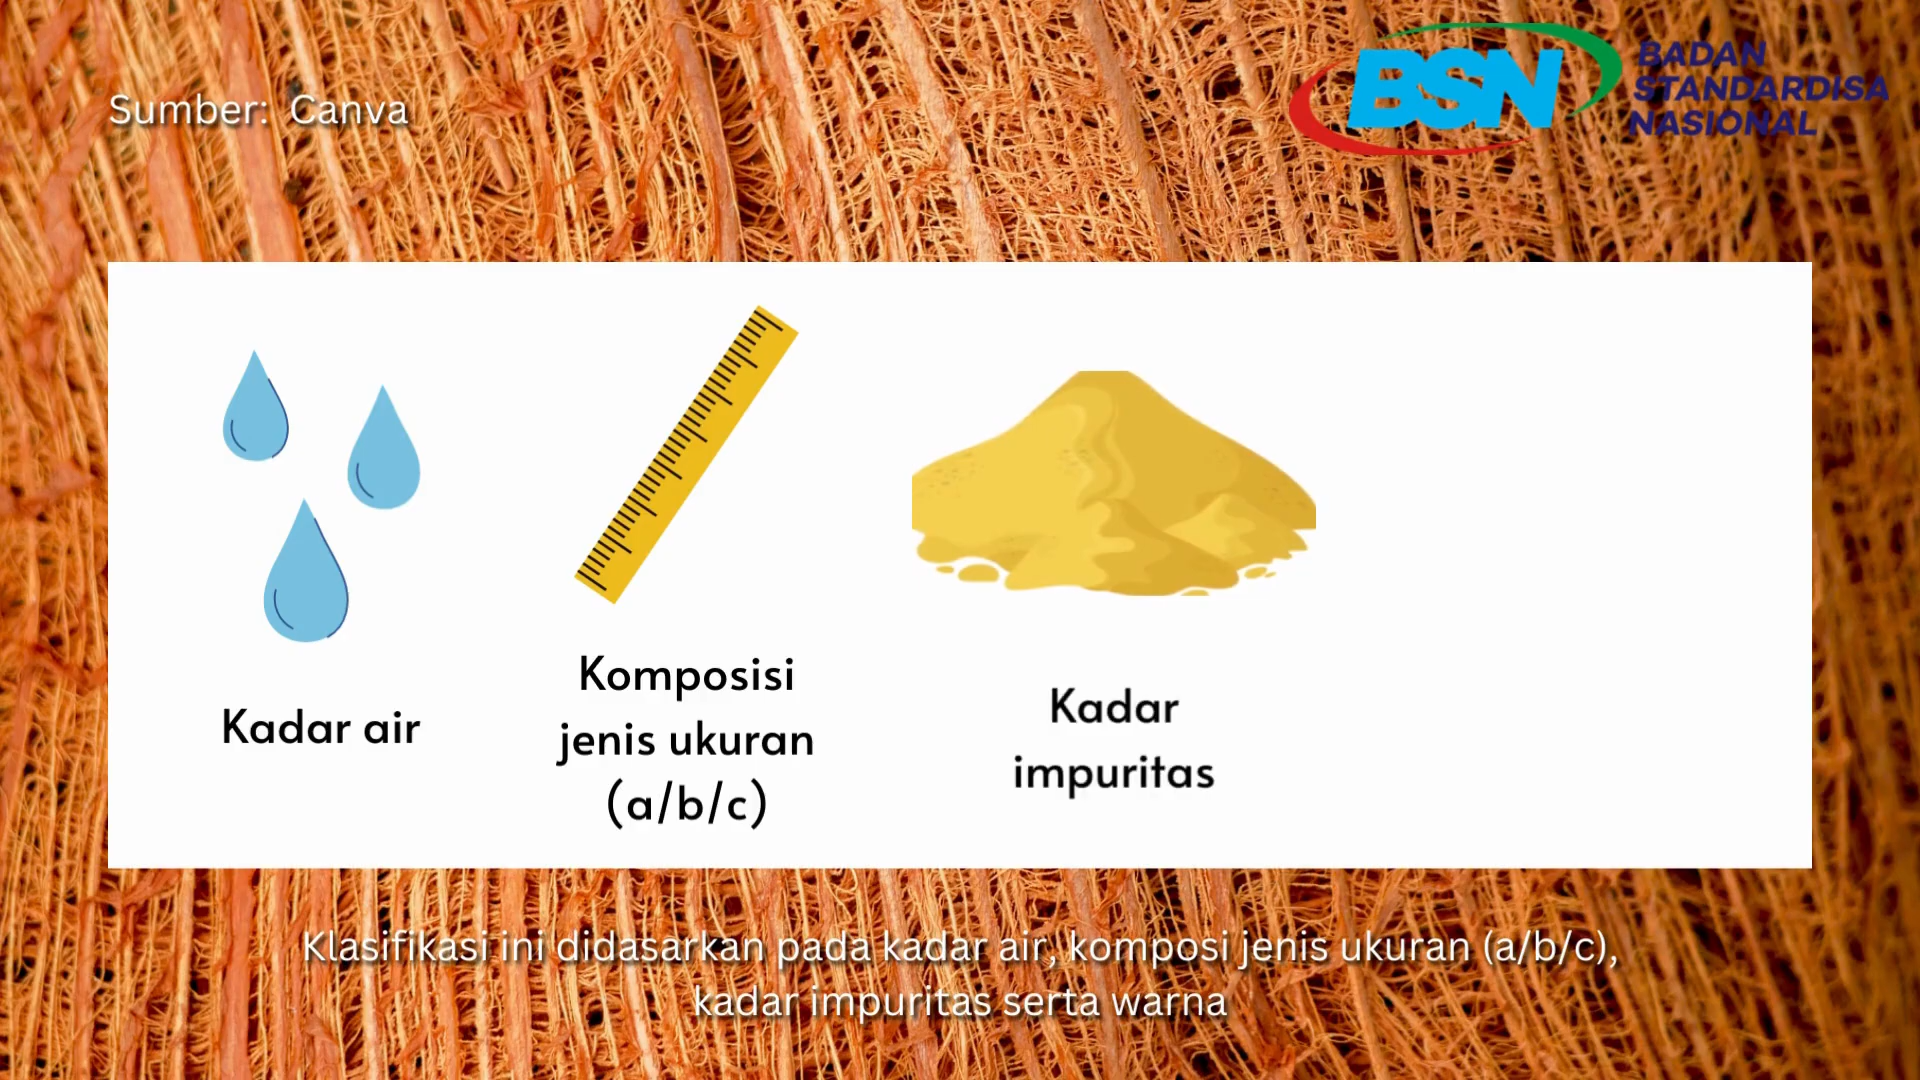 Sumber: Canva
BSN
BADAN
STANDARDISA
NASIONAL
Kadar air
Komposisi
jenis ukuran
(a/b/c)
Kadar
impuritas
Klasifikasi ini didasarkan pada kadar air, komposi jenis ukuran (a/b/c),
kadar impuritas serta warna